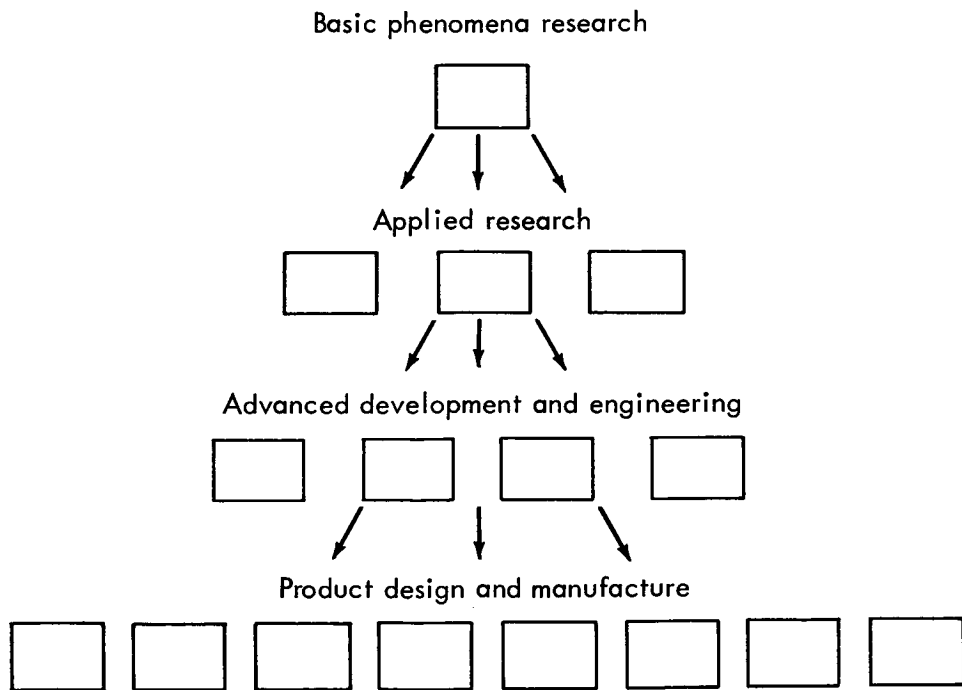 Basic phenomena research
Applied research
Advanced development and engineering
Product design and manufacture